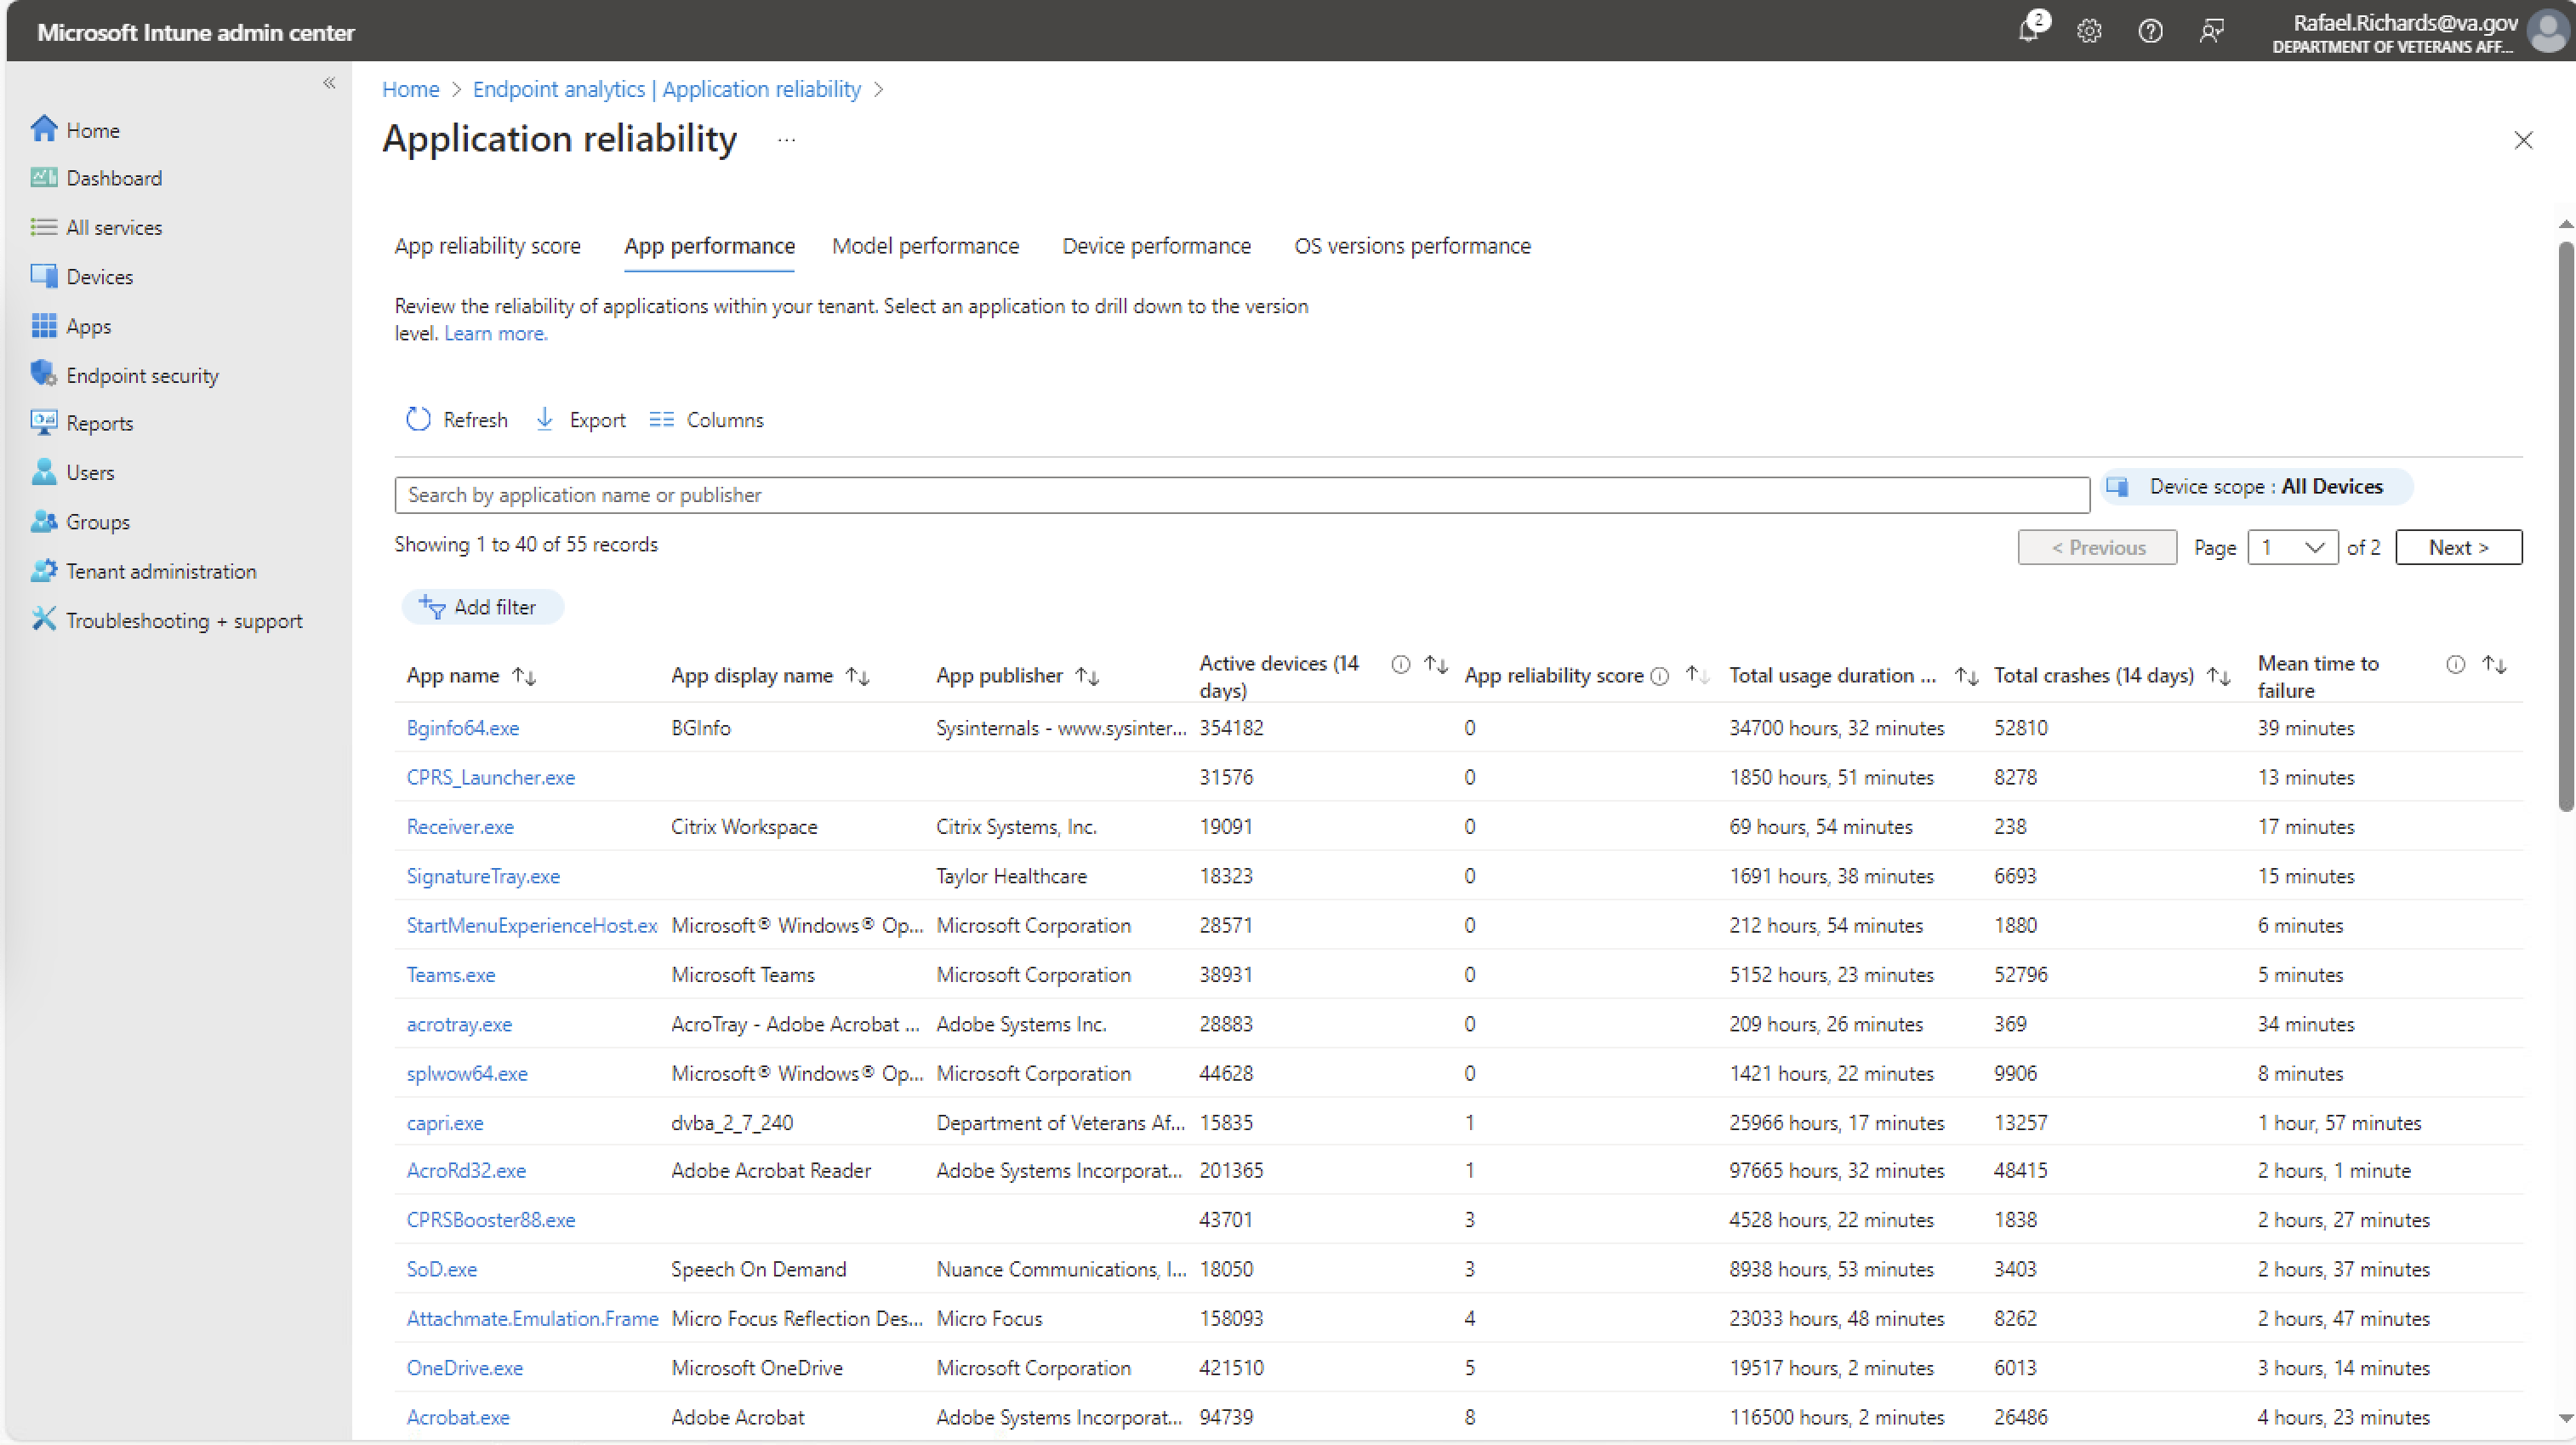 Microsoft Intune admin center
2
Rafael.Richards@va.gov
DEPARTMENT OF VETERANS AFF...
Home
Dashboard
All services
Devices
Apps
Endpoint security
Reports
Users
Groups
Tenant administration
Troubleshooting + support
Home > Endpoint analytics | Application reliability >
Application reliability ...
App reliability score App performance Model performance Device performance OS versions performance
Review the reliability of applications within your tenant. Select an application to drill down to the version
level. Learn more.
Refresh Export Columns
Search by application name or publisher
Device scope : All Devices
Showing 1 to 40 of 55 records
< Previous Page 1 of 2 Next >
Add filter
App name App display name App publisher Active devices (14 days) App reliability score Total usage duration ... Total crashes (14 days) Mean time to failure
Bginfo64.exe BGInfo Sysinternals - www.sysinter... 354182 0 34700 hours, 32 minutes 52810 39 minutes
CPRS_Launcher.exe 31576 0 1850 hours, 51 minutes 8278 13 minutes
Receiver.exe Citrix Workspace Citrix Systems, Inc. 19091 0 69 hours, 54 minutes 238 17 minutes
SignatureTray.exe Taylor Healthcare 18323 0 1691 hours, 38 minutes 6693 15 minutes
StartMenuExperienceHost.ex Microsoft® Windows® Op... Microsoft Corporation 28571 0 212 hours, 54 minutes 1880 6 minutes
Teams.exe Microsoft Teams Microsoft Corporation 38931 0 5152 hours, 23 minutes 52796 5 minutes
acrotray.exe AcroTray - Adobe Acrobat ... Adobe Systems Inc. 28883 0 209 hours, 26 minutes 369 34 minutes
splwow64.exe Microsoft® Windows® Op... Microsoft Corporation 44628 0 1421 hours, 22 minutes 9906 8 minutes
capri.exe dvba_2_7_240 Department of Veterans Af... 15835 1 25966 hours, 17 minutes 13257 1 hour, 57 minutes
AcroRd32.exe Adobe Acrobat Reader Adobe Systems Incorporat... 201365 1 97665 hours, 32 minutes 48415 2 hours, 1 minute
CPRSBooster88.exe 43701 3 4528 hours, 22 minutes 1838 2 hours, 27 minutes
SoD.exe Speech On Demand Nuance Communications, I... 18050 3 8938 hours, 53 minutes 3403 2 hours, 37 minutes
Attachmate.Emulation.Frame Micro Focus Reflection Des... Micro Focus 158093 4 23033 hours, 48 minutes 8262 2 hours, 47 minutes
OneDrive.exe Microsoft OneDrive Microsoft Corporation 421510 5 19517 hours, 2 minutes 6013 3 hours, 14 minutes
Acrobat.exe Adobe Acrobat Adobe Systems Incorporat... 94739 8 116500 hours, 2 minutes 26486 4 hours, 23 minutes